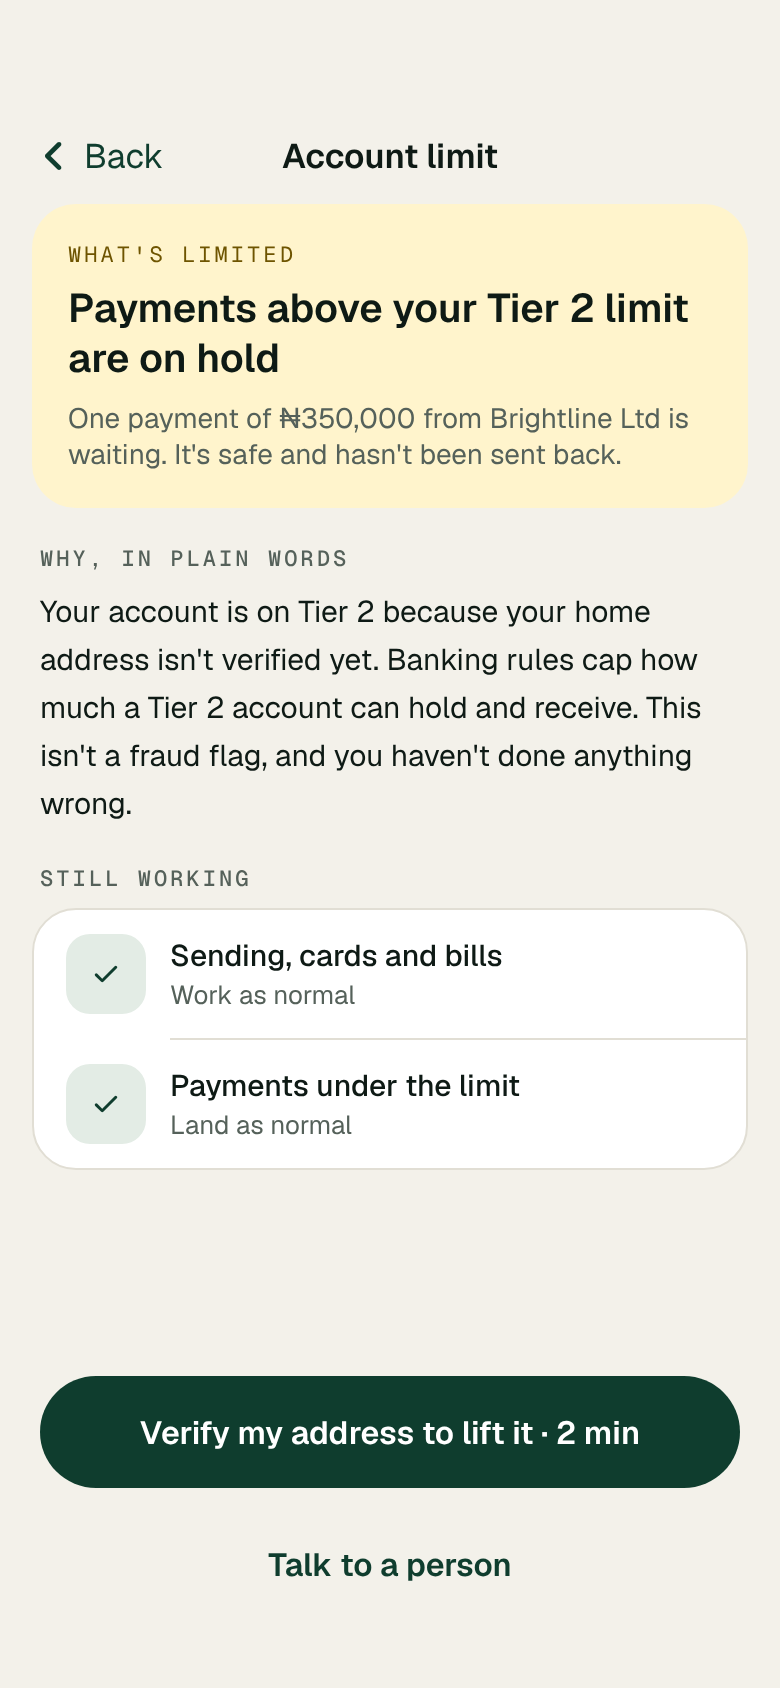 Back
Account limit
WHAT'S LIMITED
Payments above your Tier 2 limit
are on hold
One payment of ₦350,000 from Brightline Ltd is
waiting. It's safe and hasn't been sent back.
WHY, IN PLAIN WORDS
Your account is on Tier 2 because your home
address isn't verified yet. Banking rules cap how
much a Tier 2 account can hold and receive. This
isn't a fraud flag, and you haven't done anything
wrong.
STILL WORKING
Sending, cards and bills
Work as normal
Payments under the limit
Land as normal
Verify my address to lift it · 2 min
Talk to a person